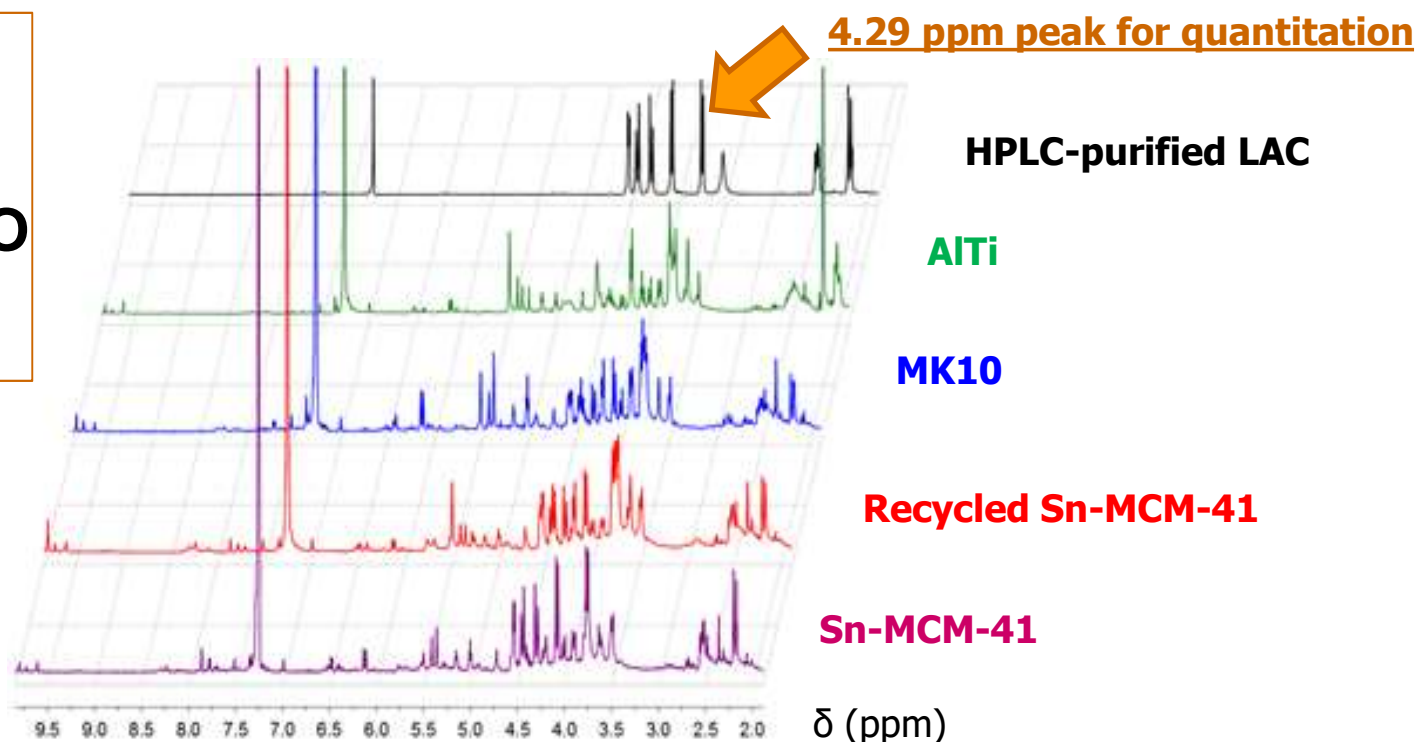 4.29 ppm peak for quantitation
HPLC-purified LAC
O
AlTi
MK10
Recycled Sn-MCM-41
Sn-MCM-41
9.5 9.0 8.5 8.0 7.5 7.0 6.5 6.0 5.5 5.0 4.5 4.0 3.5 3.0 2.5 2.0
δ (ppm)